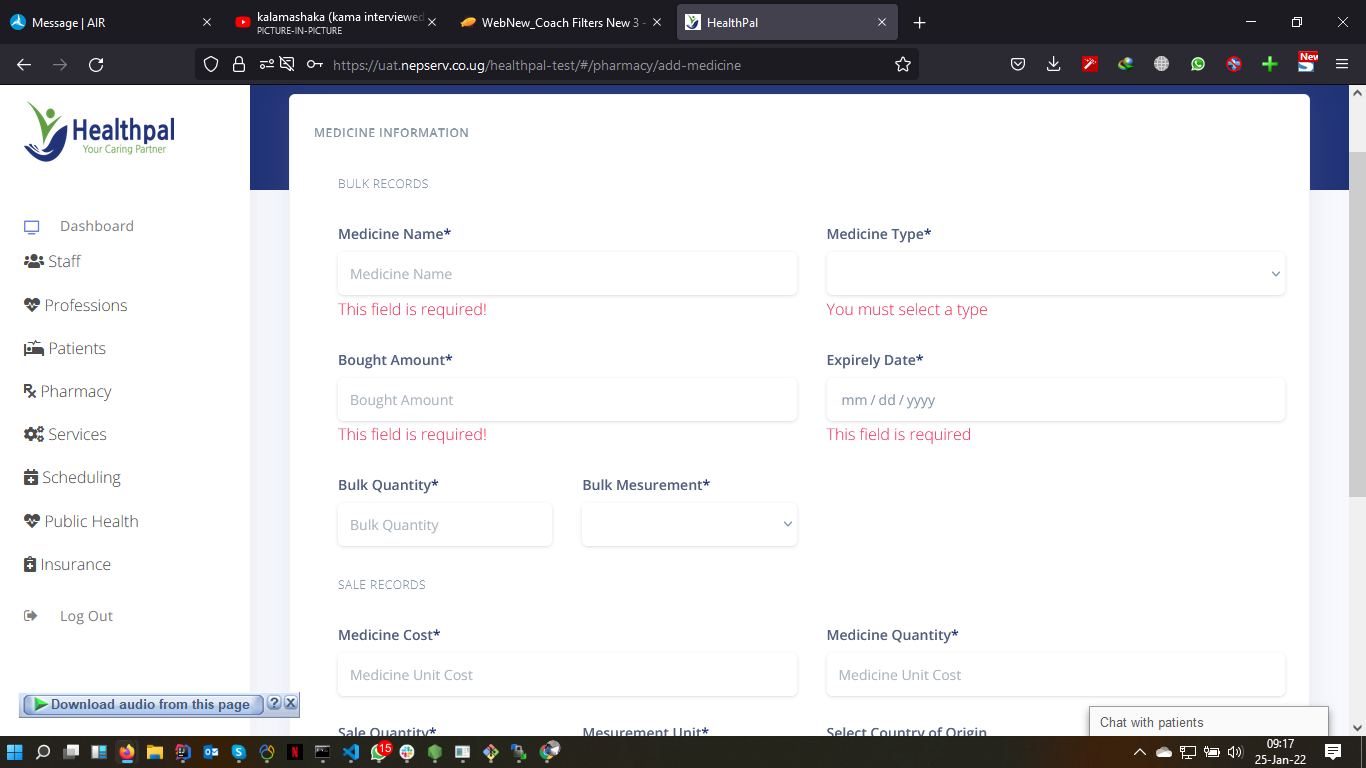 Message | AIR
kalamashaka (kama interviewed
PICTURE-IN-PICTURE
WebNew_Coach Filters New 3 -
HealthPal
https://uat.nepserv.co.ug/healthpal-test/#/pharmacy/add-medicine
New
Healthpal
Your Caring Partner
Dashboard
Staff
Professions
Patients
Pharmacy
Services
Scheduling
Public Health
Insurance
Log Out
MEDICINE INFORMATION
BULK RECORDS
Medicine Name* Medicine Type*
Medicine Name
This field is required! You must select a type
Bought Amount* Expirely Date*
Bought Amount mm / dd / yyyy
This field is required! This field is required
Bulk Quantity* Bulk Mesurement*
Bulk Quantity
SALE RECORDS
Medicine Cost* Medicine Quantity*
Medicine Unit Cost Medicine Unit Cost
Sale Quantity* Mesurement Unit* Select Country of Origin
Download audio from this page ?
Chat with patients
15
09:17
25-Jan-22